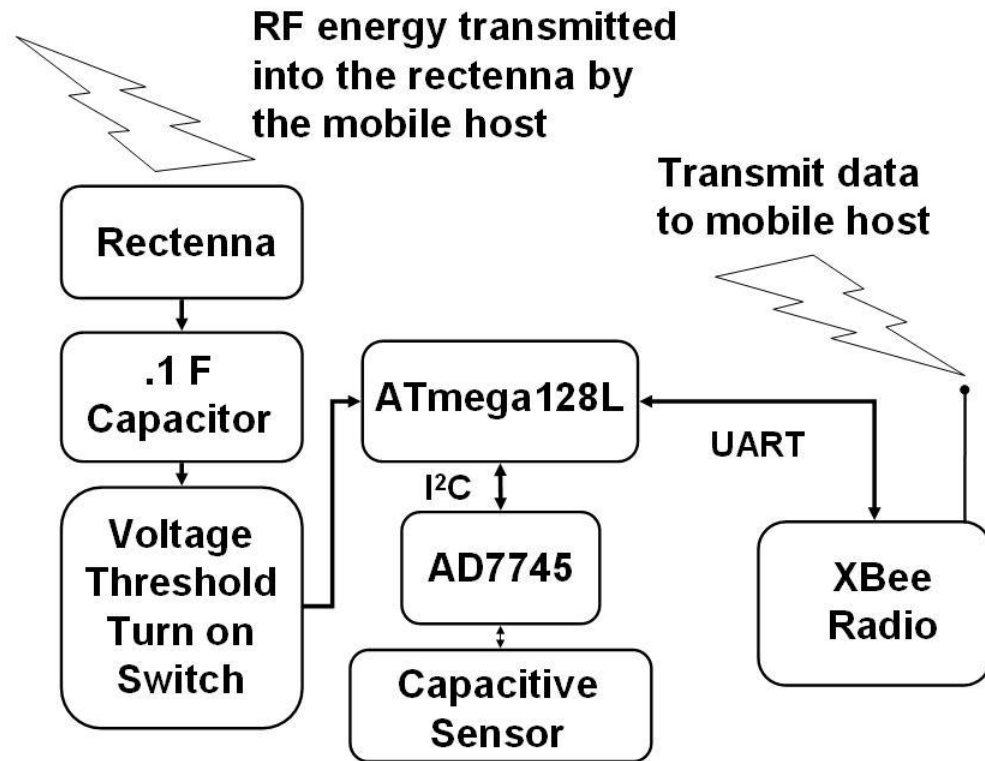 RF energy transmitted
into the rectenna by
the mobile host
Transmit data
to mobile host
Rectenna
.1 F
Capacitor
Voltage
Threshold
Turn on
Switch
ATmega128L
I²C
UART
AD7745
Capacitive
Sensor
XBee
Radio